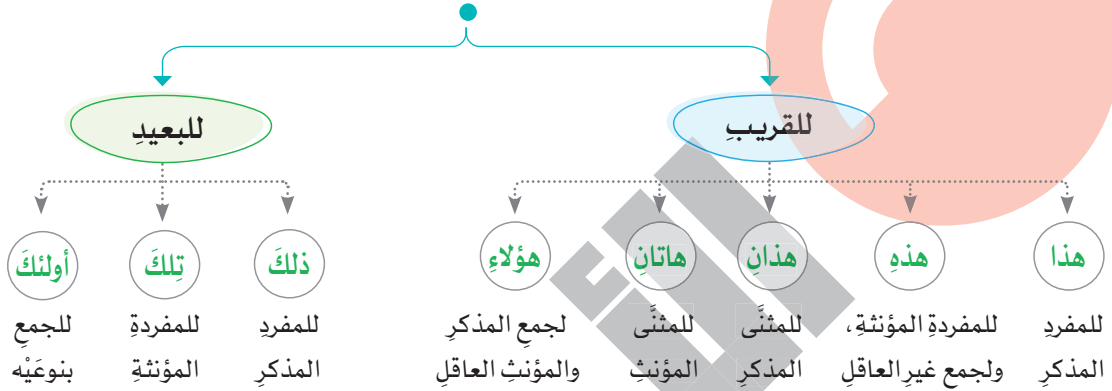 للقريبِ
للبعيدِ
هذا
هذهِ
هذانِ
هاتانِ
هؤلاءِ
ذلكَ
تِلكَ
أولئكَ
للمفردِ
المذكرِ
للمفردةِ المؤنثةِ،
ولجمع غيرِ العاقلِ
للمثنَّى
المذكرِ
للمثنَّى
المؤنثِ
لجمعِ المذكرِ
والمؤنثِ العاقلِ
للمفردِ
المذكرِ
للمفردةِ
المؤنثةِ
للجمعِ
بنوعَيْه